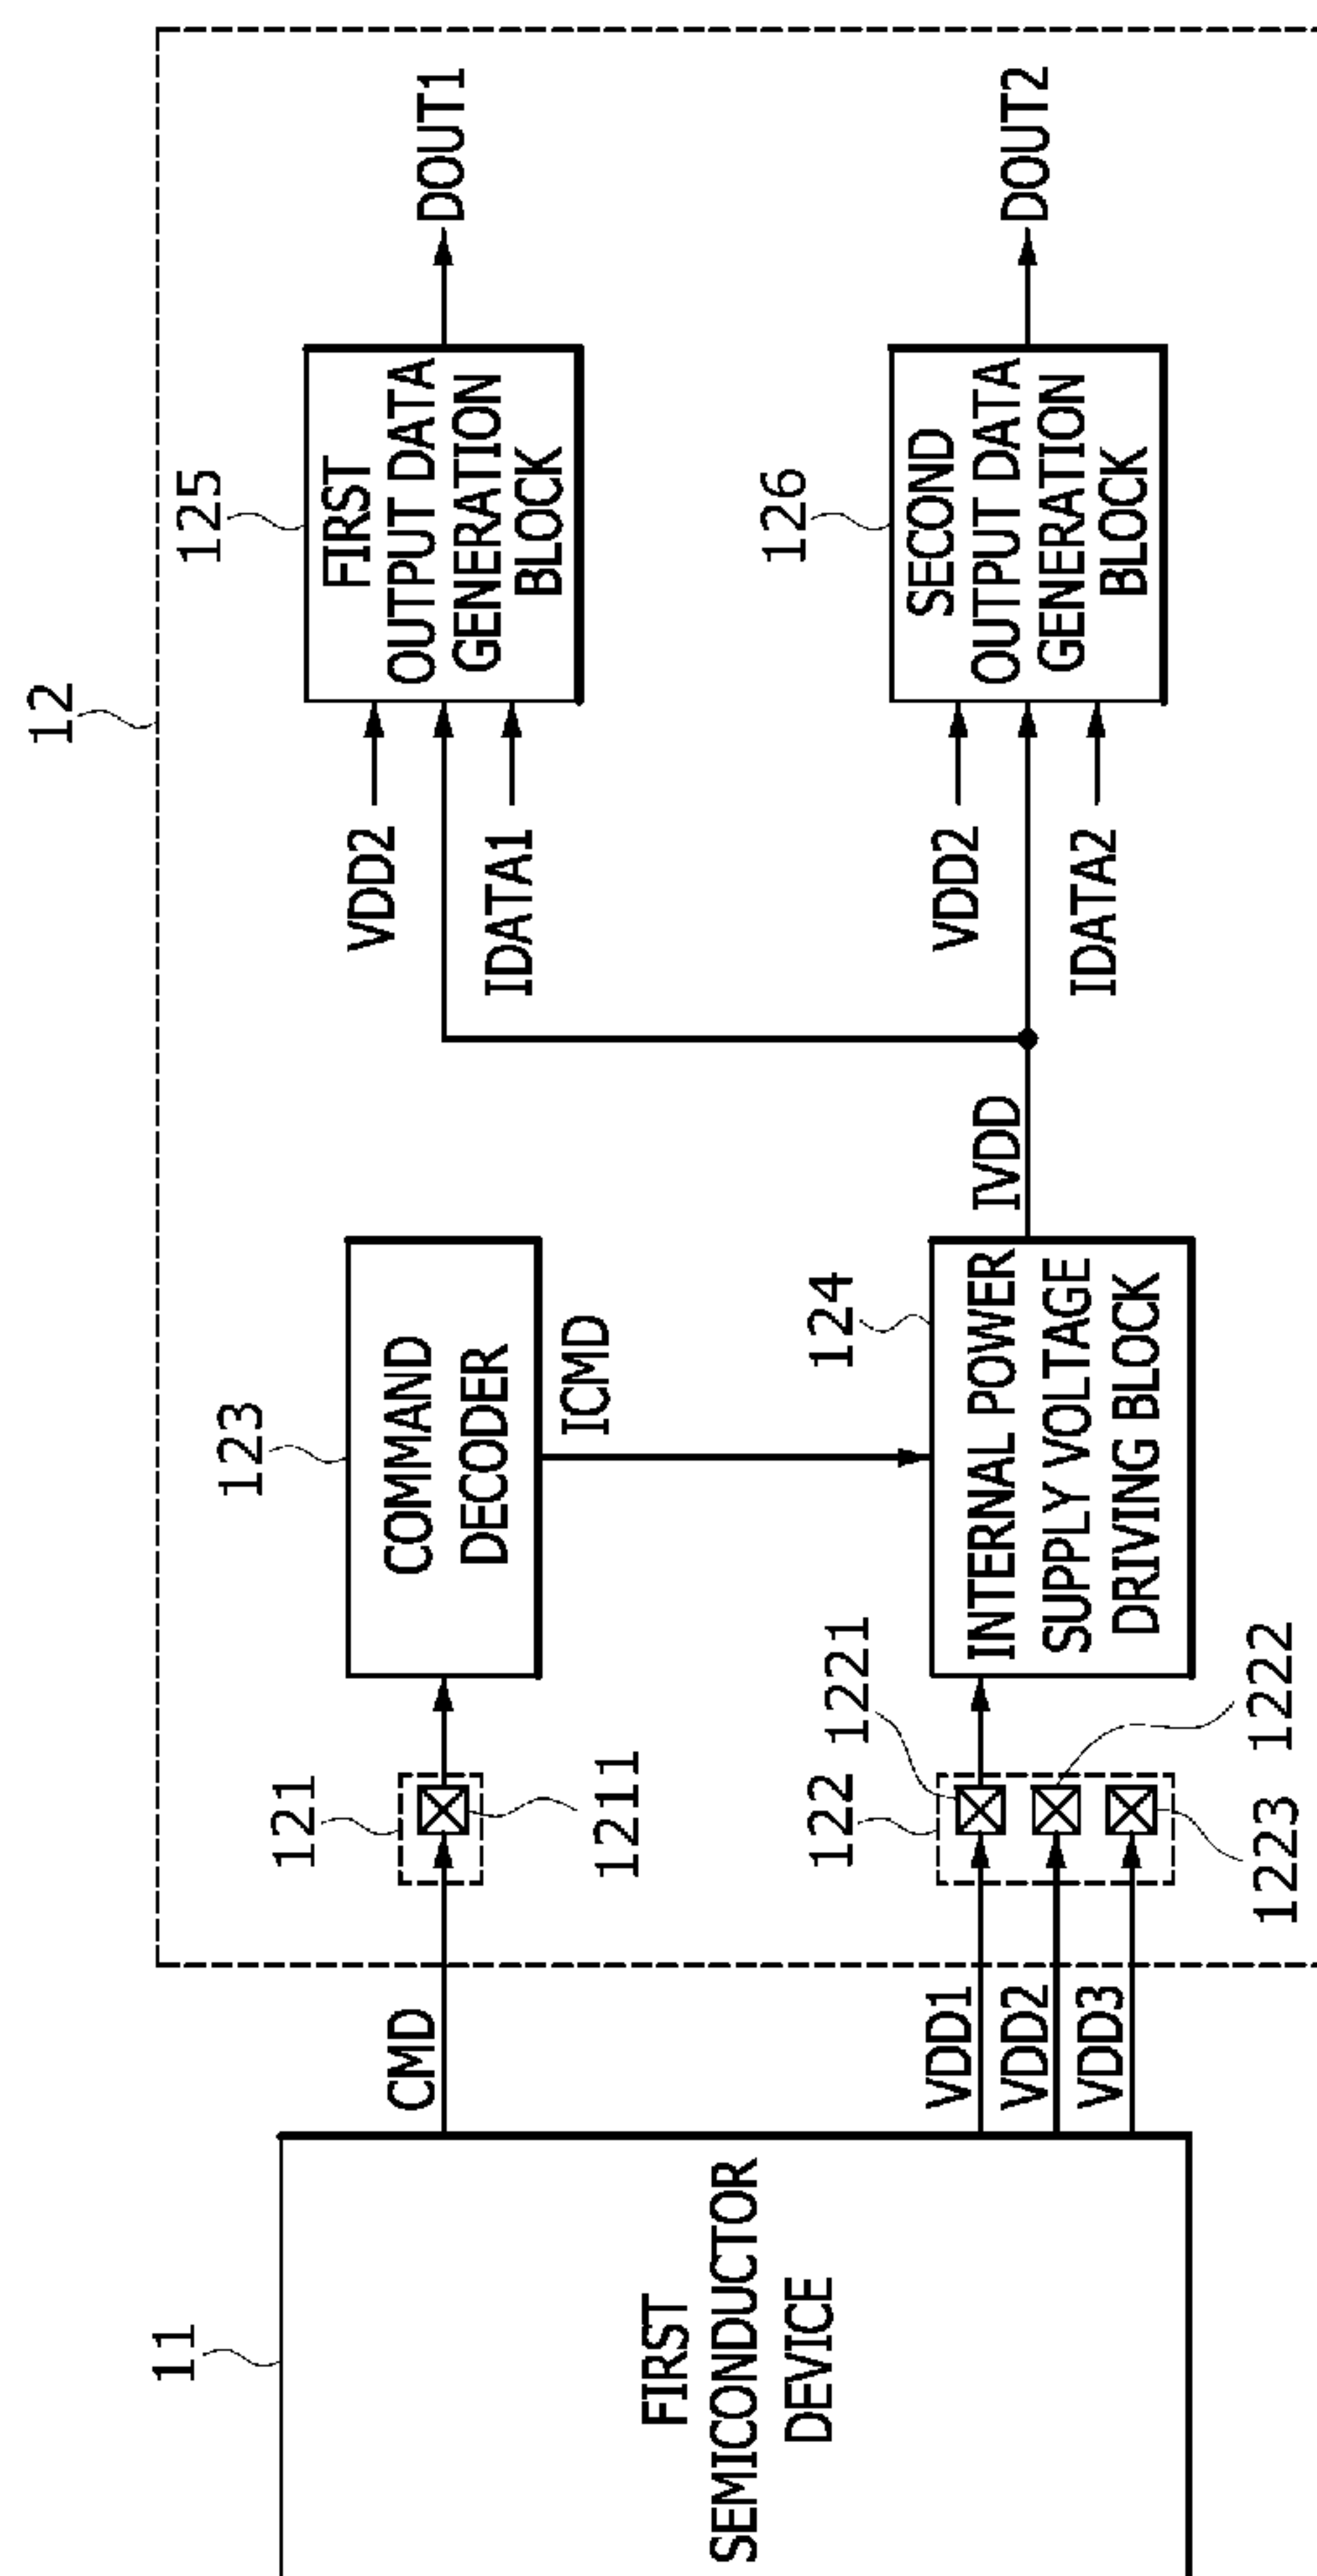 12
11
FIRST
SEMICONDUCTOR
DEVICE
CMD
VDD1
VDD2
VDD3
121
1211
122
1221
1222
1223
123
COMMAND
DECODER
ICMD
124
INTERNAL POWER
SUPPLY VOLTAGE
DRIVING BLOCK
IVDD
VDD2
IDATA1
125
FIRST
OUTPUT DATA
GENERATION
BLOCK
DOUT1
VDD2
IDATA2
126
SECOND
OUTPUT DATA
GENERATION
BLOCK
DOUT2